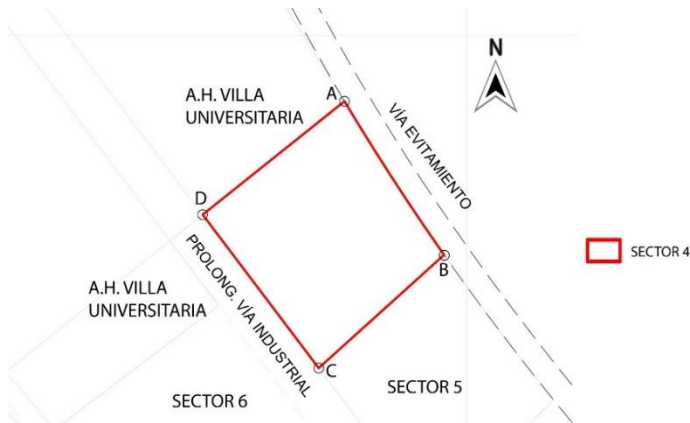 N
A.H. VILLA
UNIVERSITARIA
A
VÍA EVITAMIENTO
D
PROLONG. VÍA INDUSTRIAL
B
SECTOR 4
A.H. VILLA
UNIVERSITARIA
C
SECTOR 5
SECTOR 6